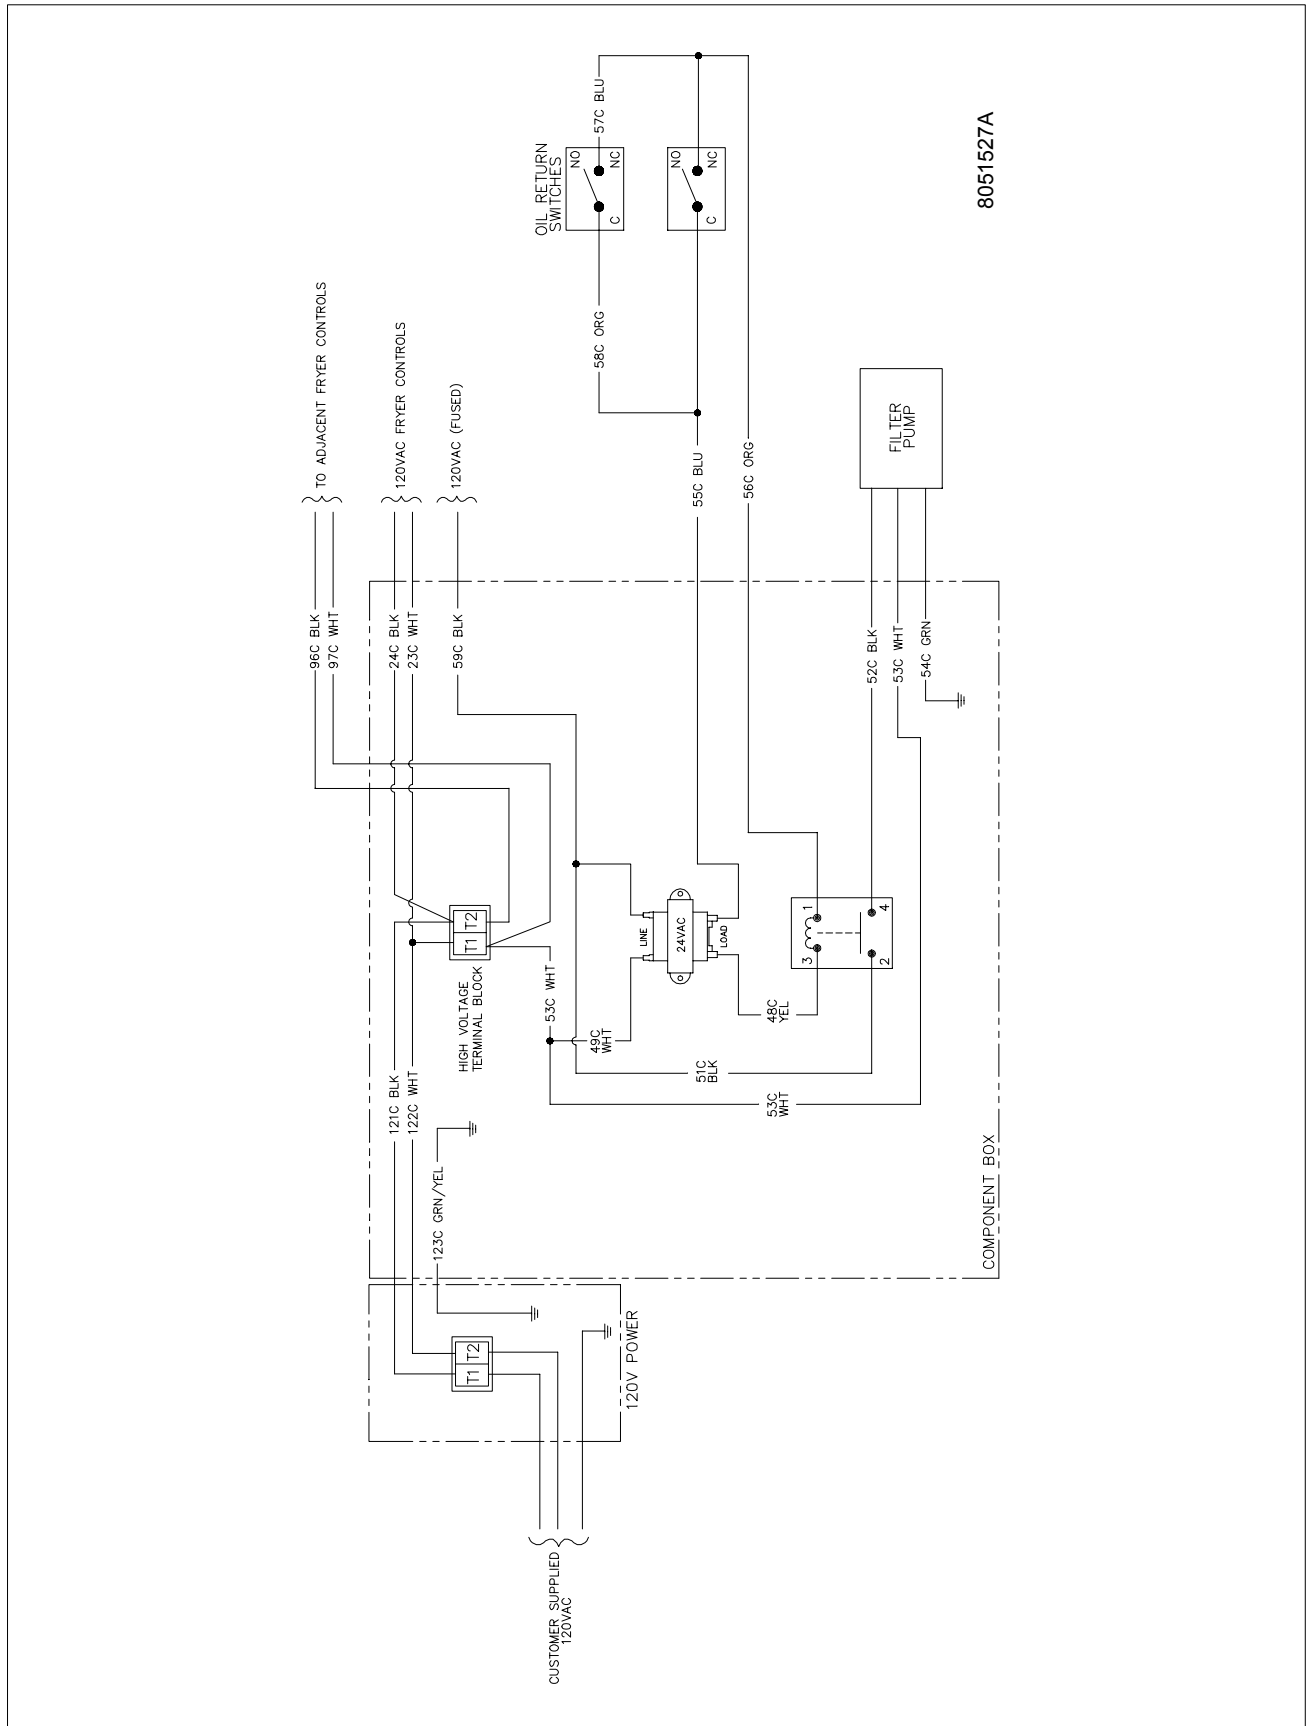 OIL RETURN
SWITCHES
57C BLU
NO
NC
C
NO
NC
C
8051527A
58C ORG
TO ADJACENT FRYER CONTROLS
120VAC FRYER CONTROLS
120VAC (FUSED)
55C BLU
56C ORG
FILTER
PUMP
96C BLK
97C WHT
24C BLK
23C WHT
59C BLK
52C BLK
53C WHT
54C GRN
T1 T2
HIGH VOLTAGE
TERMINAL BLOCK
LINE
24VAC
LOAD
1
3
4
2
53C WHT
49C
WHT
48C
YEL
51C
BLK
53C
WHT
121C BLK
122C WHT
123C GRN/YEL
COMPONENT BOX
T1 T2
120V POWER
CUSTOMER SUPPLIED
120VAC